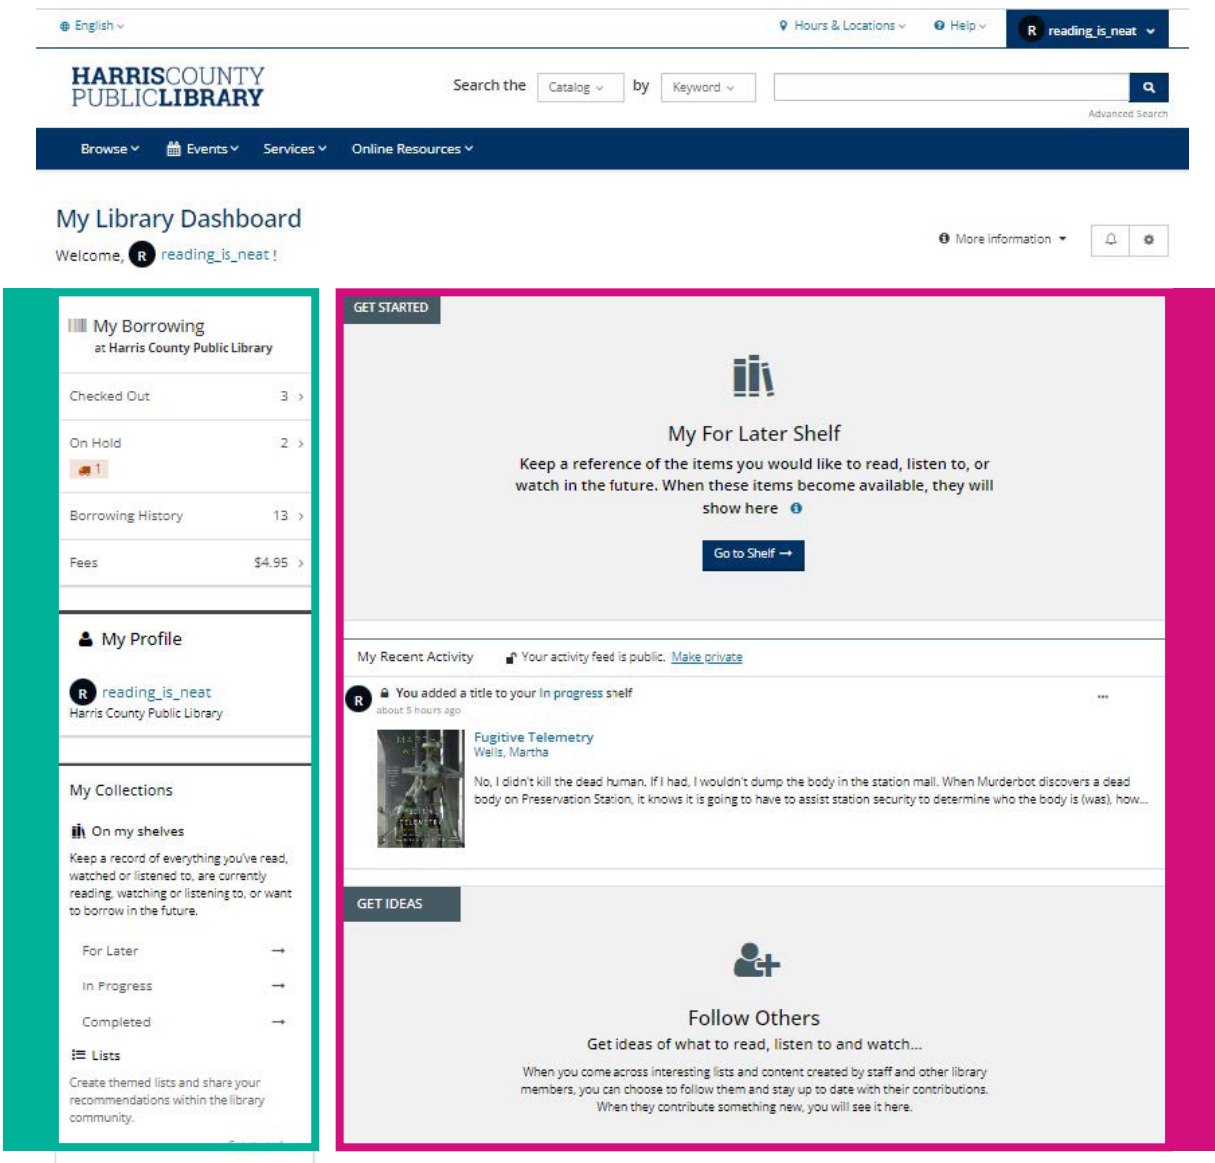 English
Hours & Locations
Help
R reading_is_neat
HARRISCOUNTY
PUBLICLIBRARY
Search the Catalog by Keyword
Advanced Search
Browse Events Services Online Resources
My Library Dashboard
Welcome, R reading_is_neat !
More information
My Borrowing
at Harris County Public Library
Checked Out 3
On Hold 2
1
Borrowing History 13
Fees $4.95
My Profile
R reading_is_neat
Harris County Public Library
My Collections
On my shelves
Keep a record of everything you've read,
watched or listened to, are currently
reading, watching or listening to, or want
to borrow in the future.
For Later
In Progress
Completed
Lists
Create themed lists and share your
recommendations within the library
community.
GET STARTED
My For Later Shelf
Keep a reference of the items you would like to read, listen to, or
watch in the future. When these items become available, they will
show here
Go to Shelf →
My Recent Activity Your activity feed is public. Make private
R You added a title to your In progress shelf
about 5 hours ago
Fugitive Telemetry
Wells, Martha
No, I didn't kill the dead human. If I had, I wouldn't dump the body in the station mall. When Murderbot discovers a dead
body on Preservation Station, it knows it is going to have to assist station security to determine who the body is (was), how...
GET IDEAS
Follow Others
Get ideas of what to read, listen to and watch...
When you come across interesting lists and content created by staff and other library
members, you can choose to follow them and stay up to date with their contributions.
When they contribute something new, you will see it here.